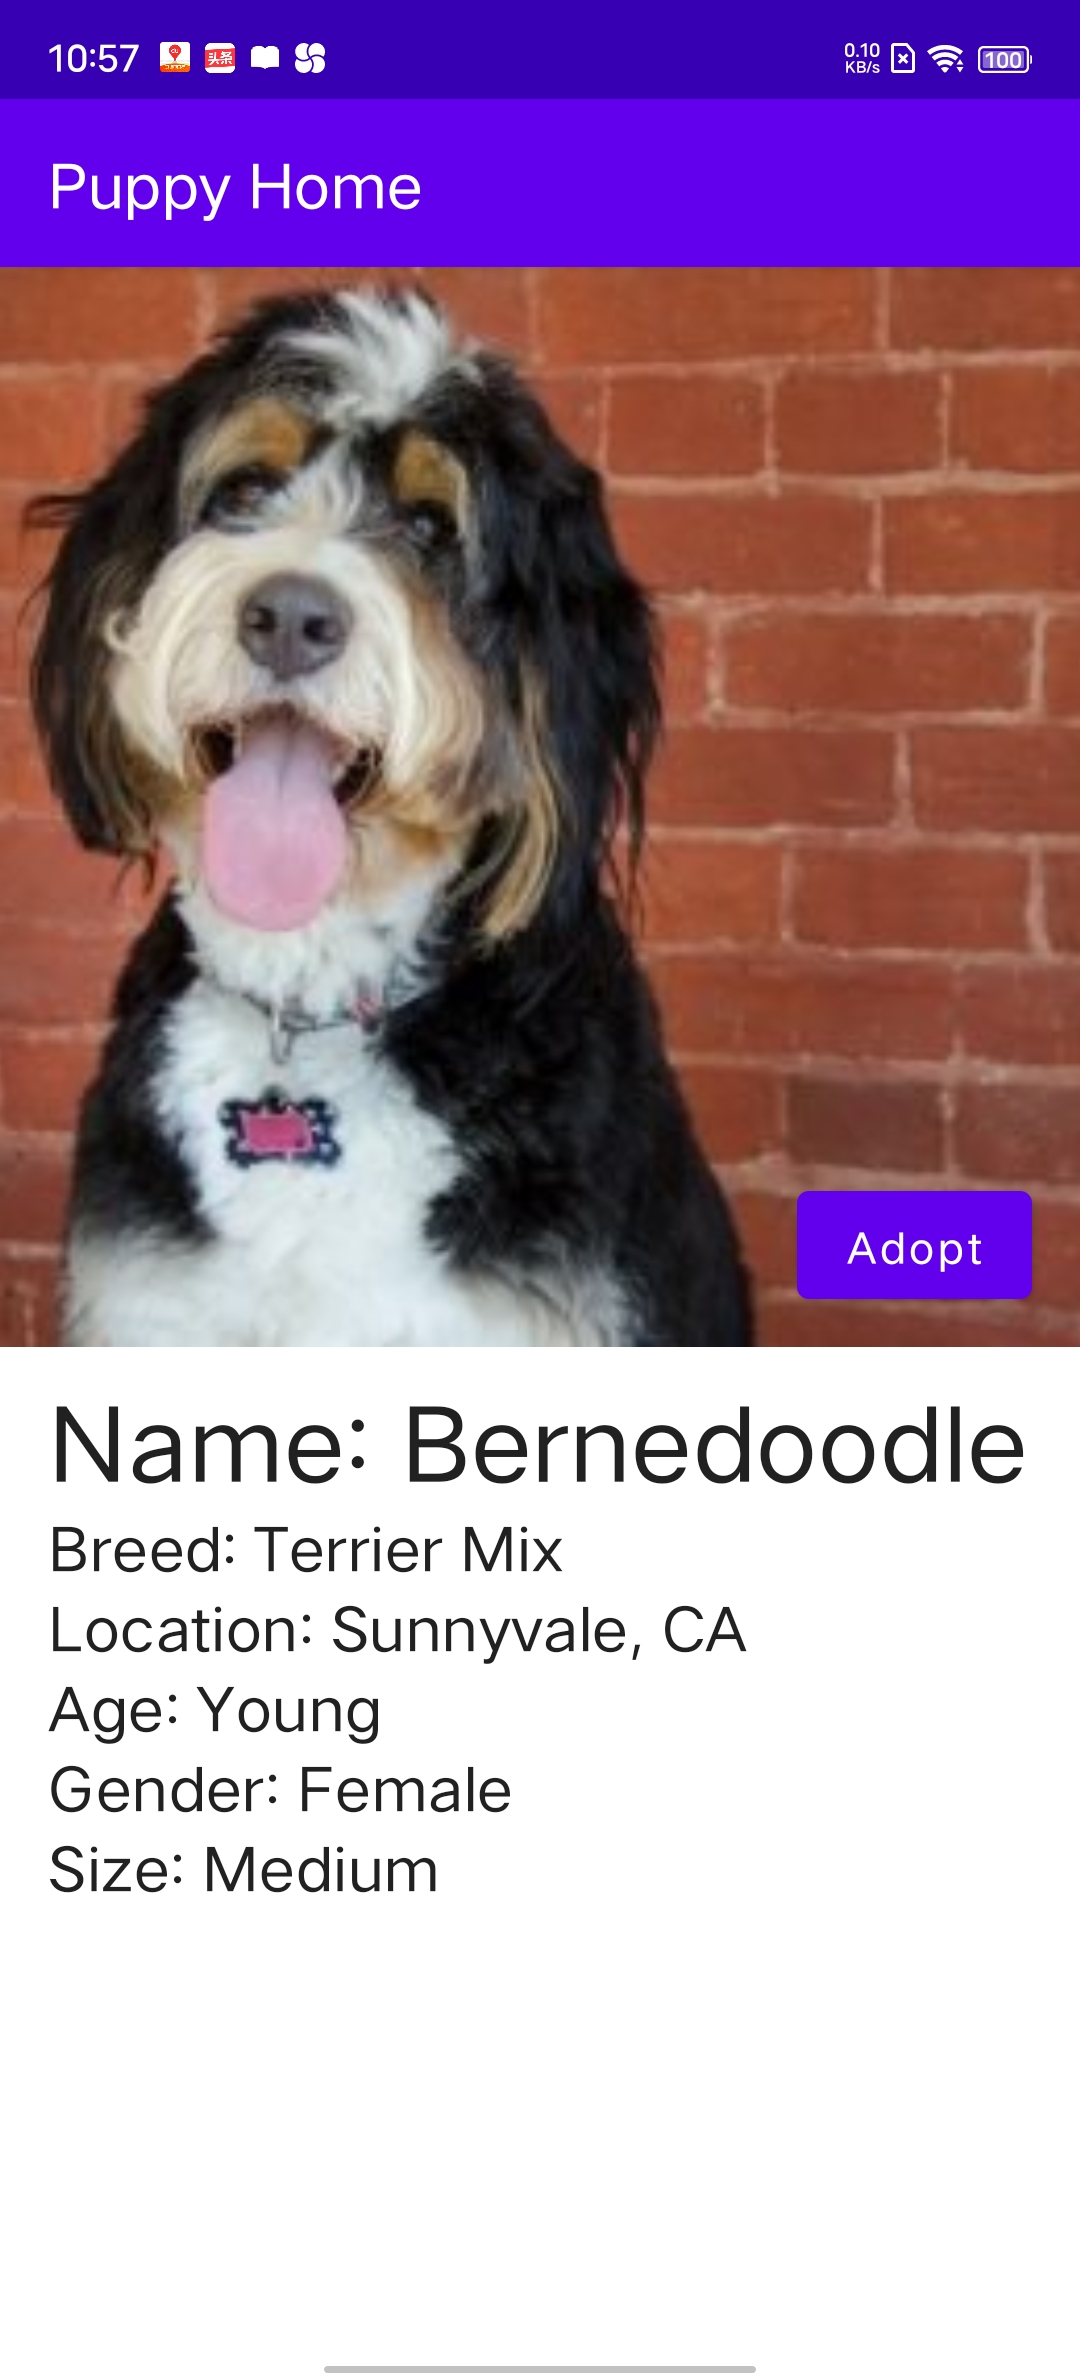 10:57
头条
0.10
KB/s
100
Puppy Home
Adopt
Name: Bernedoodle
Breed: Terrier Mix
Location: Sunnyvale, CA
Age: Young
Gender: Female
Size: Medium